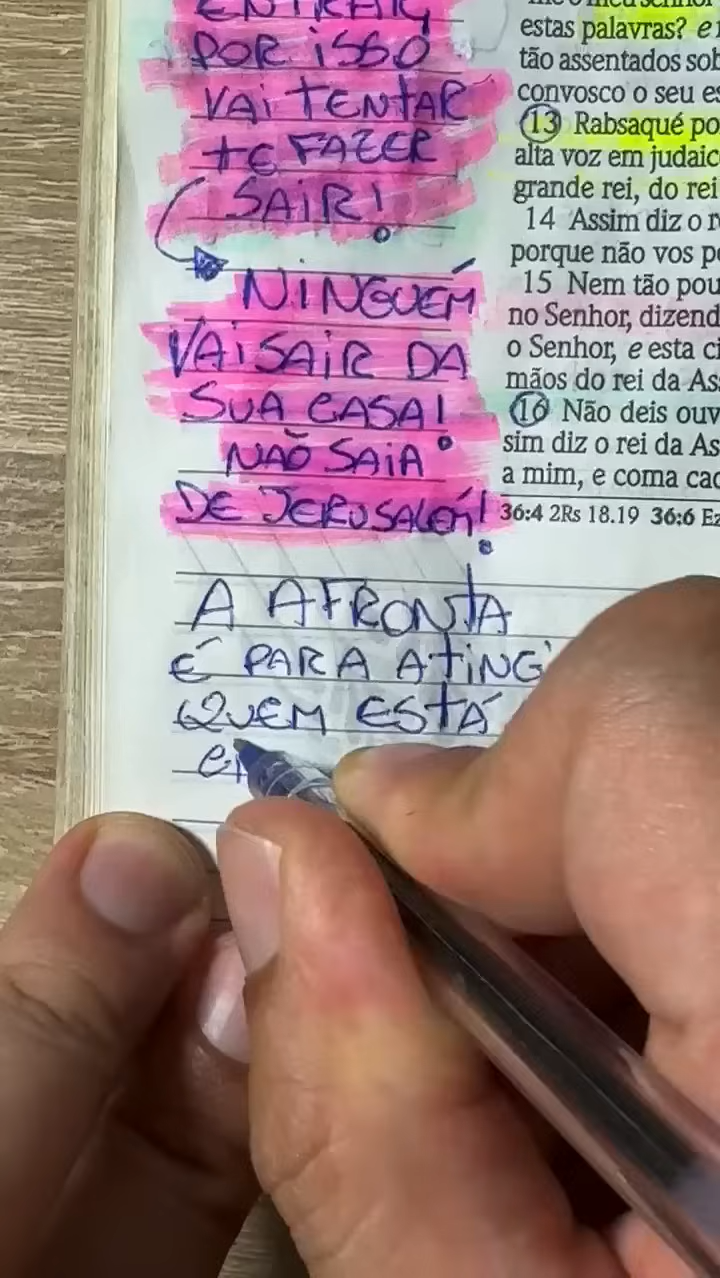 ENTRAR,
POR ISSO
VAI TENTAR
TE FAZER
SAIR!
NINGUÉM
VAI SAIR DA
SUA CASA!
NÃO SAIA
DE JERUSALÉM!
A AFRONTA
É PARA ATING
QUEM ESTÁ
estas palavras? e
tão assentados sob
convosco o seu es
13 Rabsaqué po
alta voz em judaic
grande rei, do rei
14 Assim diz o r
porque não vos p
15 Nem tão pou
no Senhor, dizend
o Senhor, e esta ci
mãos do rei da As
16 Não deis ouv
sim diz o rei da As
a mim, e coma cad
36:4 2Rs 18.19 36:6 Ez